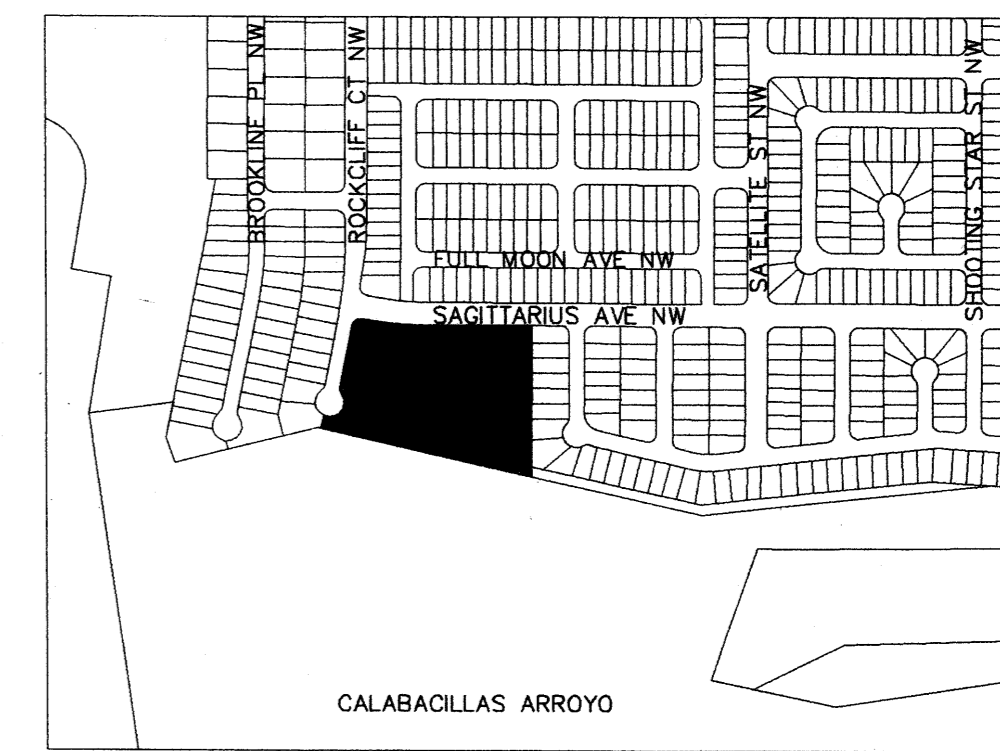 BROOKLINE PL NW
ROCKCLIFF CT NW
SATELLITE ST NW
SHOOTING STAR ST NW
FULL MOON AVE NW
SAGITTARIUS AVE NW
CALABACILLAS ARROYO